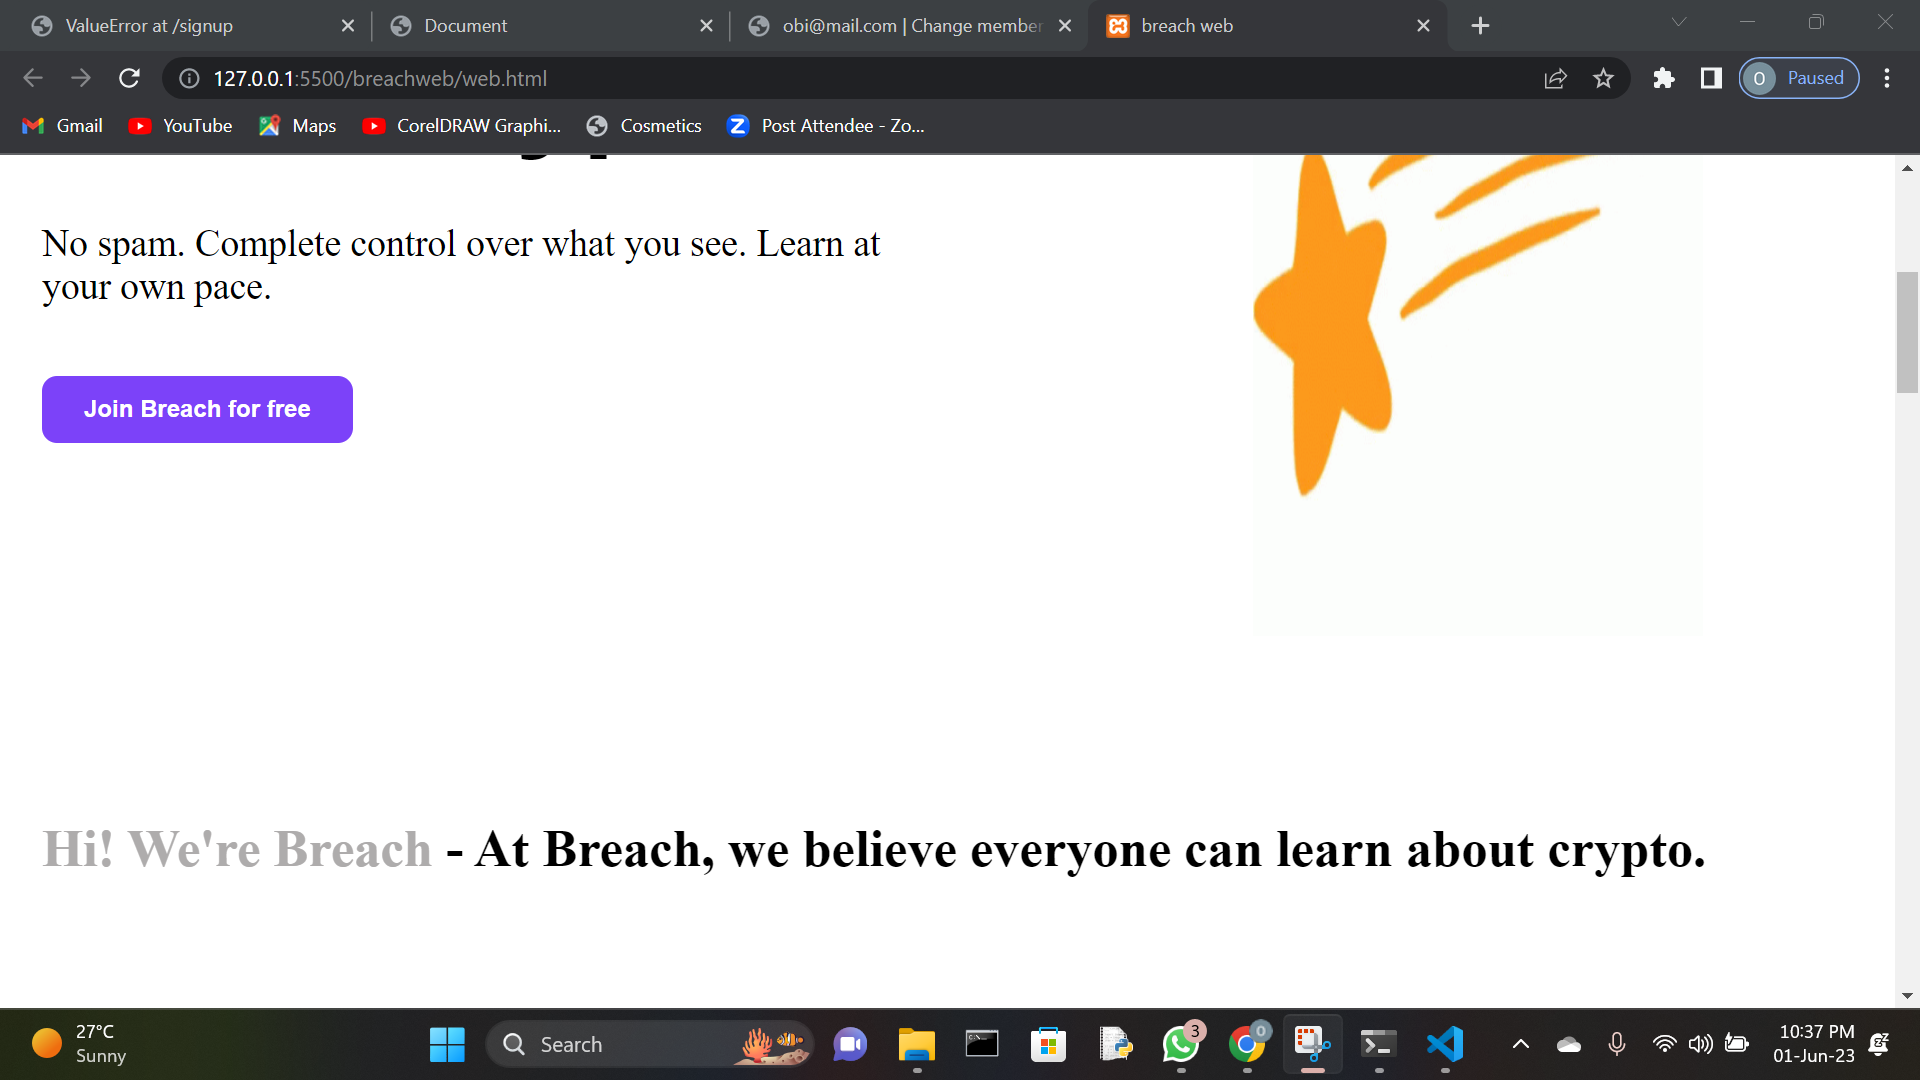 ValueError at /signup
Document
obi@mail.com | Change member
breach web
127.0.0.1:5500/breachweb/web.html
O Paused
Gmail
YouTube
Maps
CorelDRAW Graphi...
Cosmetics
Post Attendee - Zo...
No spam. Complete control over what you see. Learn at
your own pace.
Join Breach for free
Hi! We're Breach - At Breach, we believe everyone can learn about crypto.
27°C
Sunny
Search
3
0
10:37 PM
01-Jun-23